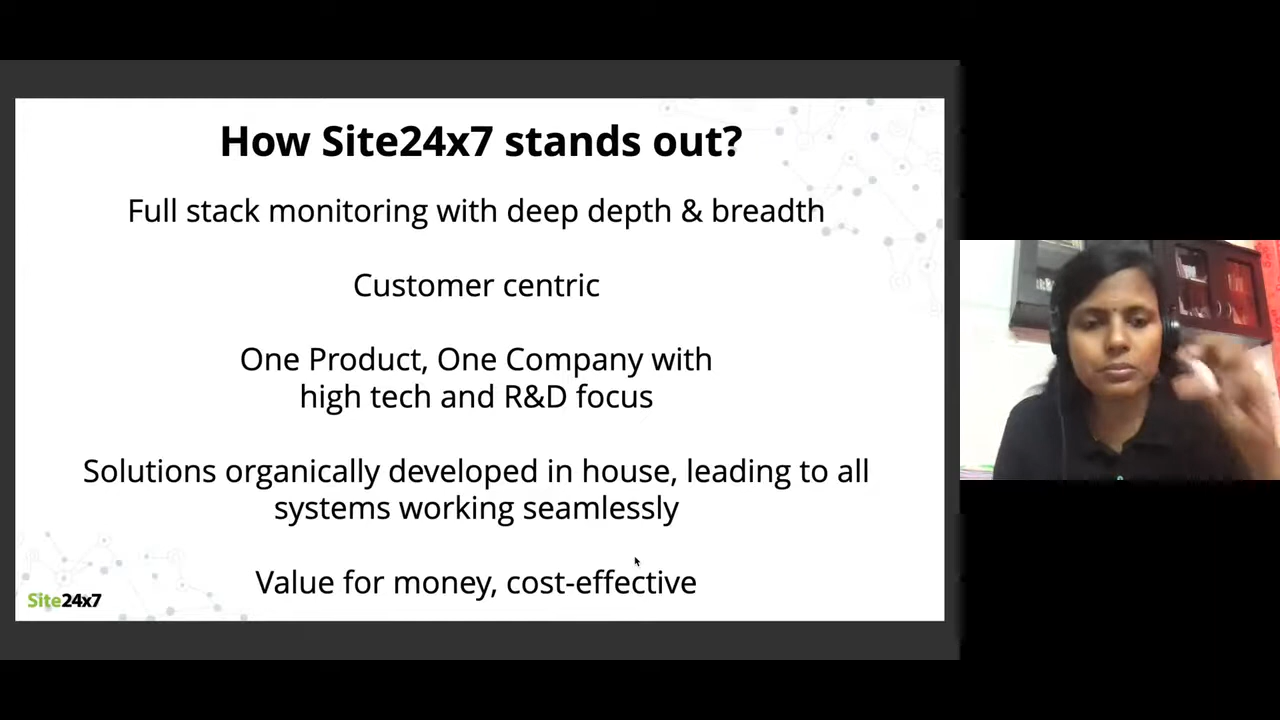 How Site24x7 stands out?
Full stack monitoring with deep depth & breadth
Customer centric
One Product, One Company with
high tech and R&D focus
Solutions organically developed in house, leading to all
systems working seamlessly
Value for money, cost-effective
Site24x7